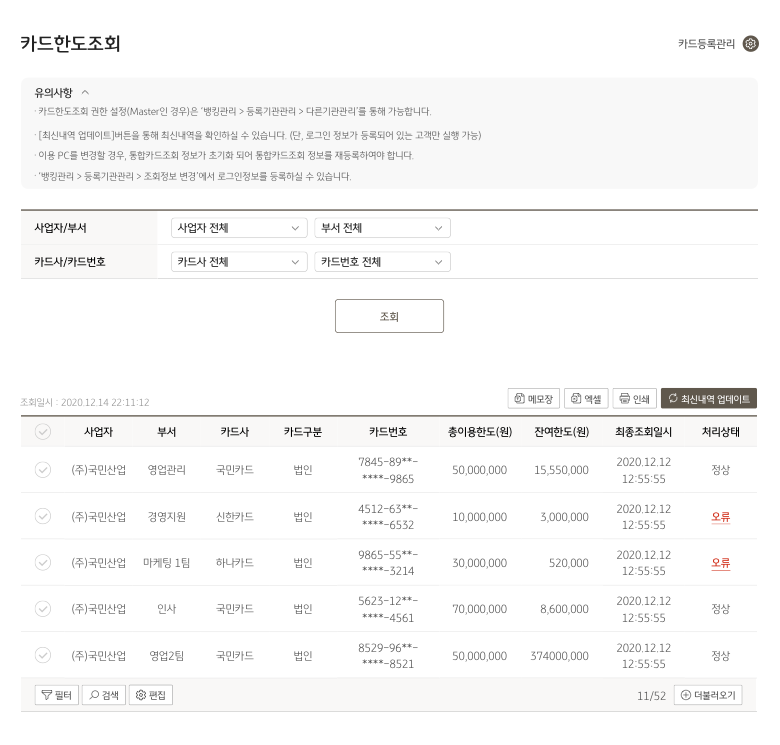 카드한도조회
카드등록관리
유의사항
· 카드한도조회 권한 설정(Master인 경우)은 '뱅킹관리 > 등록기관관리 > 다른기관관리'를 통해 가능합니다.
· [최신내역 업데이트]버튼을 통해 최신내역을 확인하실 수 있습니다. (단, 로그인 정보가 등록되어 있는 고객만 실행 가능)
· 이용 PC를 변경할 경우, 통합카드조회 정보가 초기화 되어 통합카드조회 정보를 재등록하여야 합니다.
· '뱅킹관리 > 등록기관관리 > 조회정보 변경'에서 로그인정보를 등록하실 수 있습니다.
사업자/부서 사업자 전체 부서 전체
카드사/카드번호 카드사 전체 카드번호 전체
조회
조회일시 : 2020.12.14 22:11:12
메모장 엑셀 인쇄 최신내역 업데이트
사업자 부서 카드사 카드구분 카드번호 총이용한도(원) 잔여한도(원) 최종조회일시 처리상태
(주)국민산업 영업관리 국민카드 법인 7845-89**-****-9865 50,000,000 15,550,000 2020.12.12 12:55:55 정상
(주)국민산업 경영지원 신한카드 법인 4512-63**-****-6532 10,000,000 3,000,000 2020.12.12 12:55:55 오류
(주)국민산업 마케팅 1팀 하나카드 법인 9865-55**-****-3214 30,000,000 520,000 2020.12.12 12:55:55 오류
(주)국민산업 인사 국민카드 법인 5623-12**-****-4561 70,000,000 8,600,000 2020.12.12 12:55:55 정상
(주)국민산업 영업2팀 국민카드 법인 8529-96**-****-8521 50,000,000 374000,000 2020.12.12 12:55:55 정상
필터 검색 편집 11/52 더불러오기